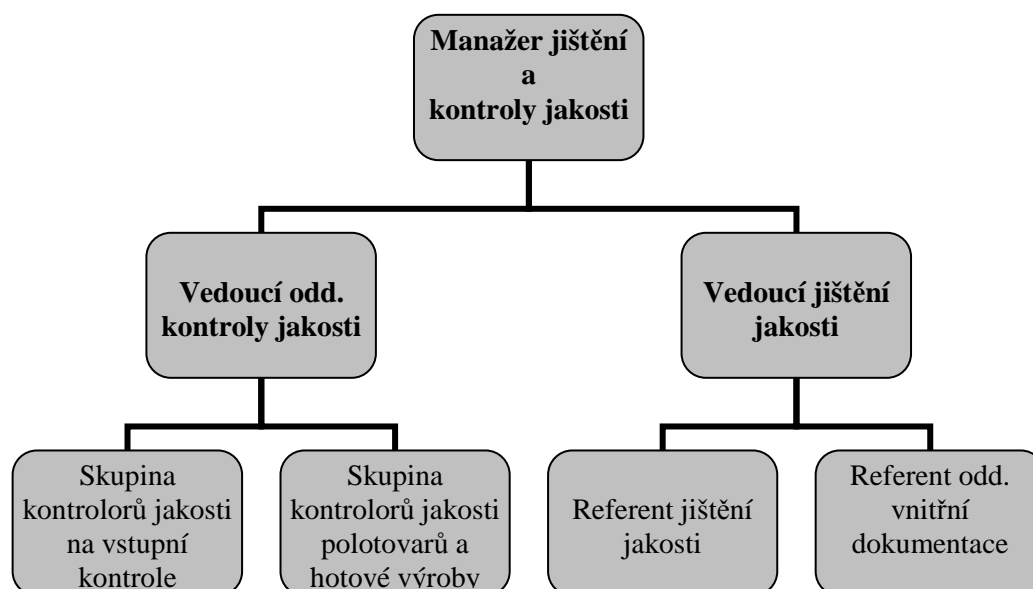 Manažer jištění
a
kontroly jakosti
Vedoucí odd.
kontroly jakosti
Vedoucí jištění
jakosti
Skupina
kontrolorů jakosti
na vstupní
kontrole
Skupina
kontrolorů jakosti
polotovarů a
hotové výroby
Referent jištění
jakosti
Referent odd.
vnitřní
dokumentace